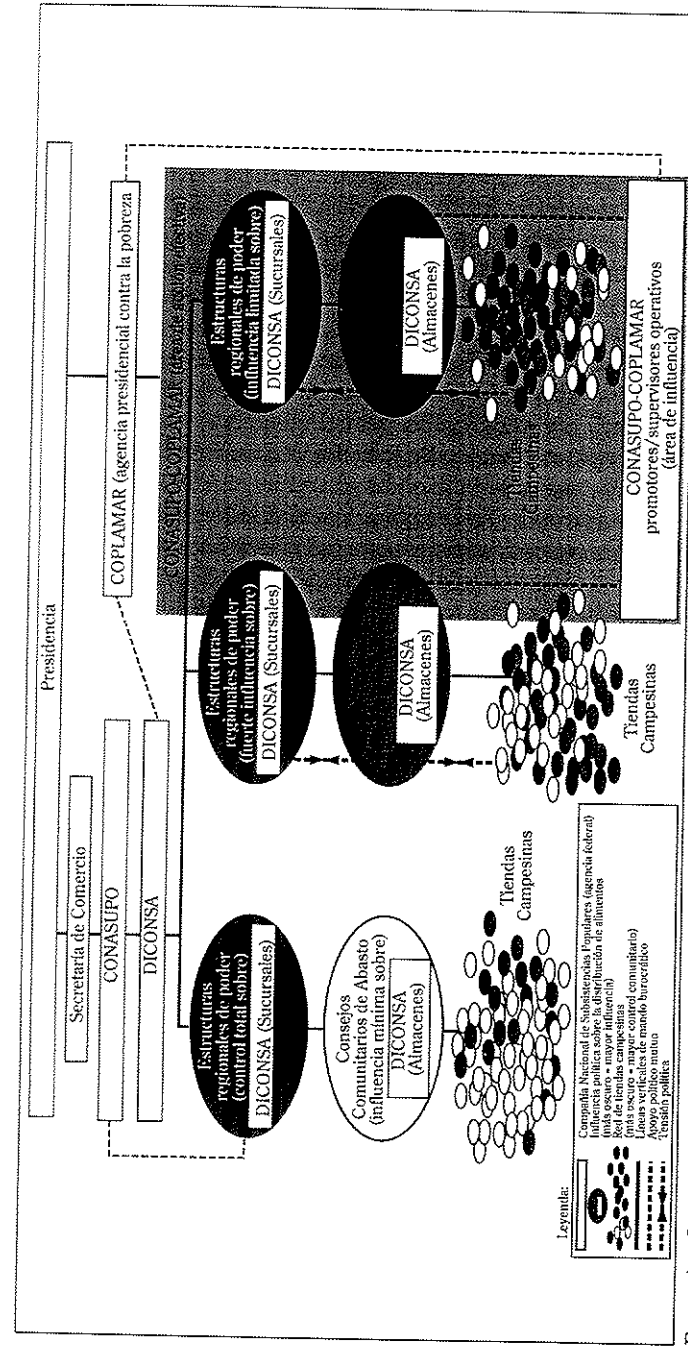 Presidencia
Secretaría de Comercio
CONASUPO
DICONSA
COPLAMAR (agencia presidencial contra la pobreza)
CONASUPO-COPLAMAR (área de acción
Estructuras
regionales de poder
(control total sobre)
DICONSA (Sucursales)
Estructuras
regionales de poder
(fuerte influencia sobre)
DICONSA (Sucursales)
Estructuras
regionales de poder
(influencia limitada sobre)
DICONSA (Sucursales)
Consejos
Comunitarios de Abasto
(influencia mínima sobre)
DICONSA
(Almacenes)
DICONSA
(Almacenes)
DICONSA
(Almacenes)
Tiendas
Campesinas
Tiendas
Campesinas
Tiendas
Campesinas
CONASUPO-COPLAMAR
promotores/supervisores operativos
(área de influencia)
Leyenda:
Compañía Nacional de Subsistencias Populares (agencia federal)
Influencia política sobre la distribución de alimentos
(más oscuro = mayor influencia)
Red de tiendas campesinas
(más oscuro = mayor control comunitario)
Líneas verticales de mando burocrático
Apoyo político mutuo
Tensión política